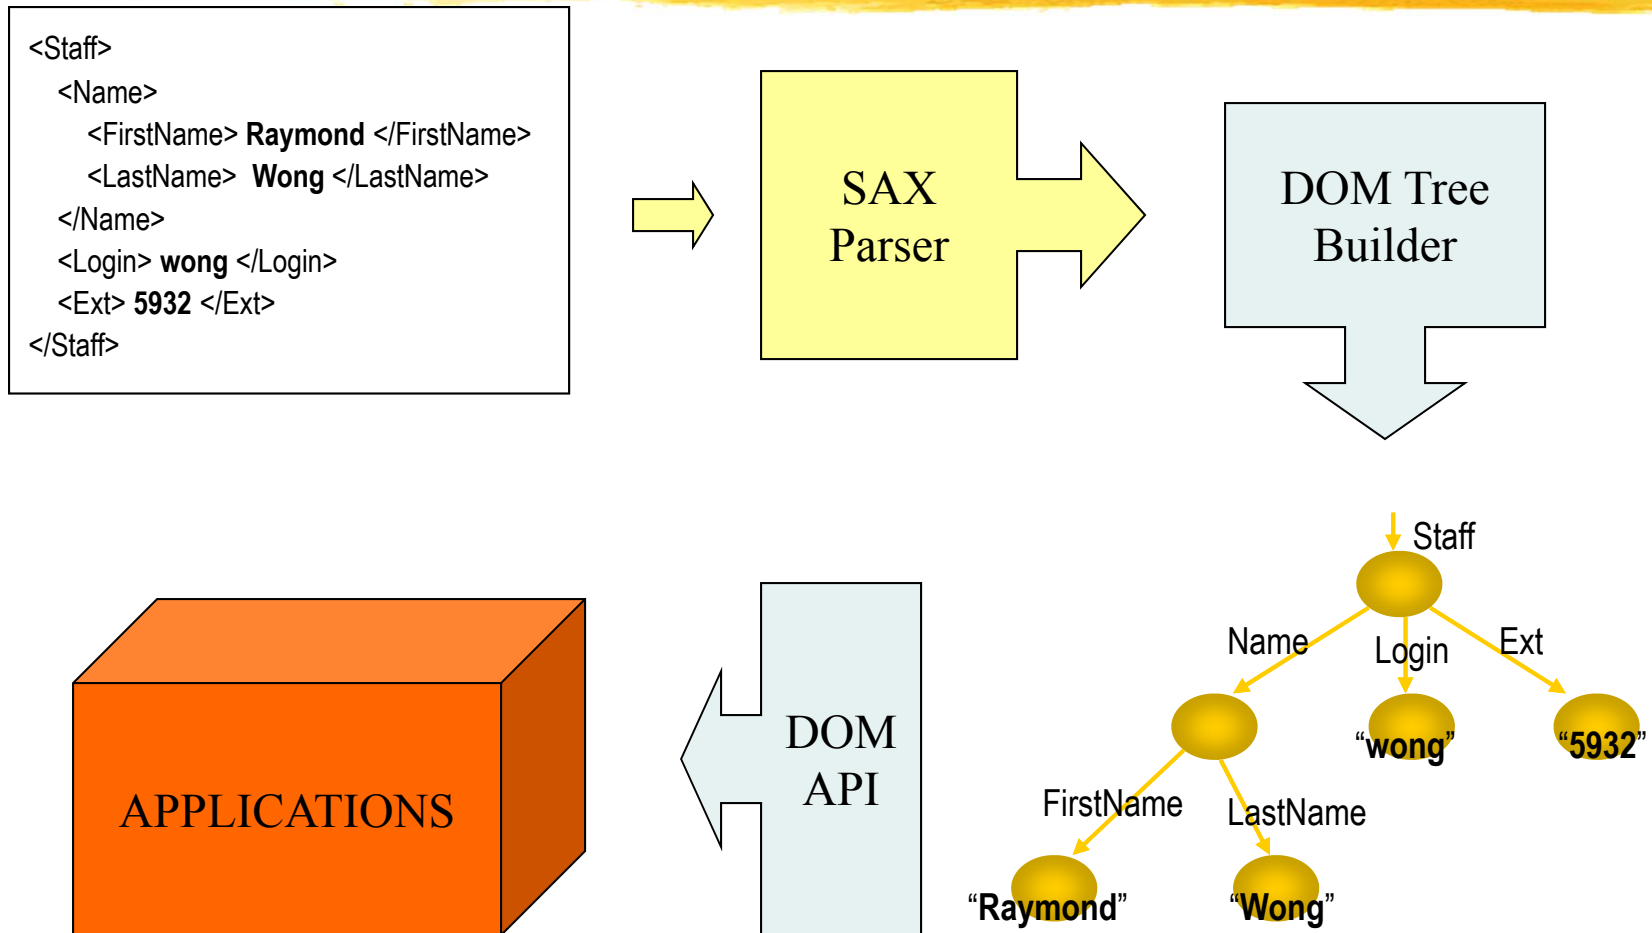 <Staff>
<Name>
<FirstName> Raymond </FirstName>
<LastName> Wong </LastName>
</Name>
<Login> wong </Login>
<Ext> 5932 </Ext>
</Staff>
SAX
Parser
DOM Tree
Builder
Staff
Name
Login
Ext
“wong”
“5932”
FirstName
LastName
“Raymond”
“Wong”
DOM
API
APPLICATIONS